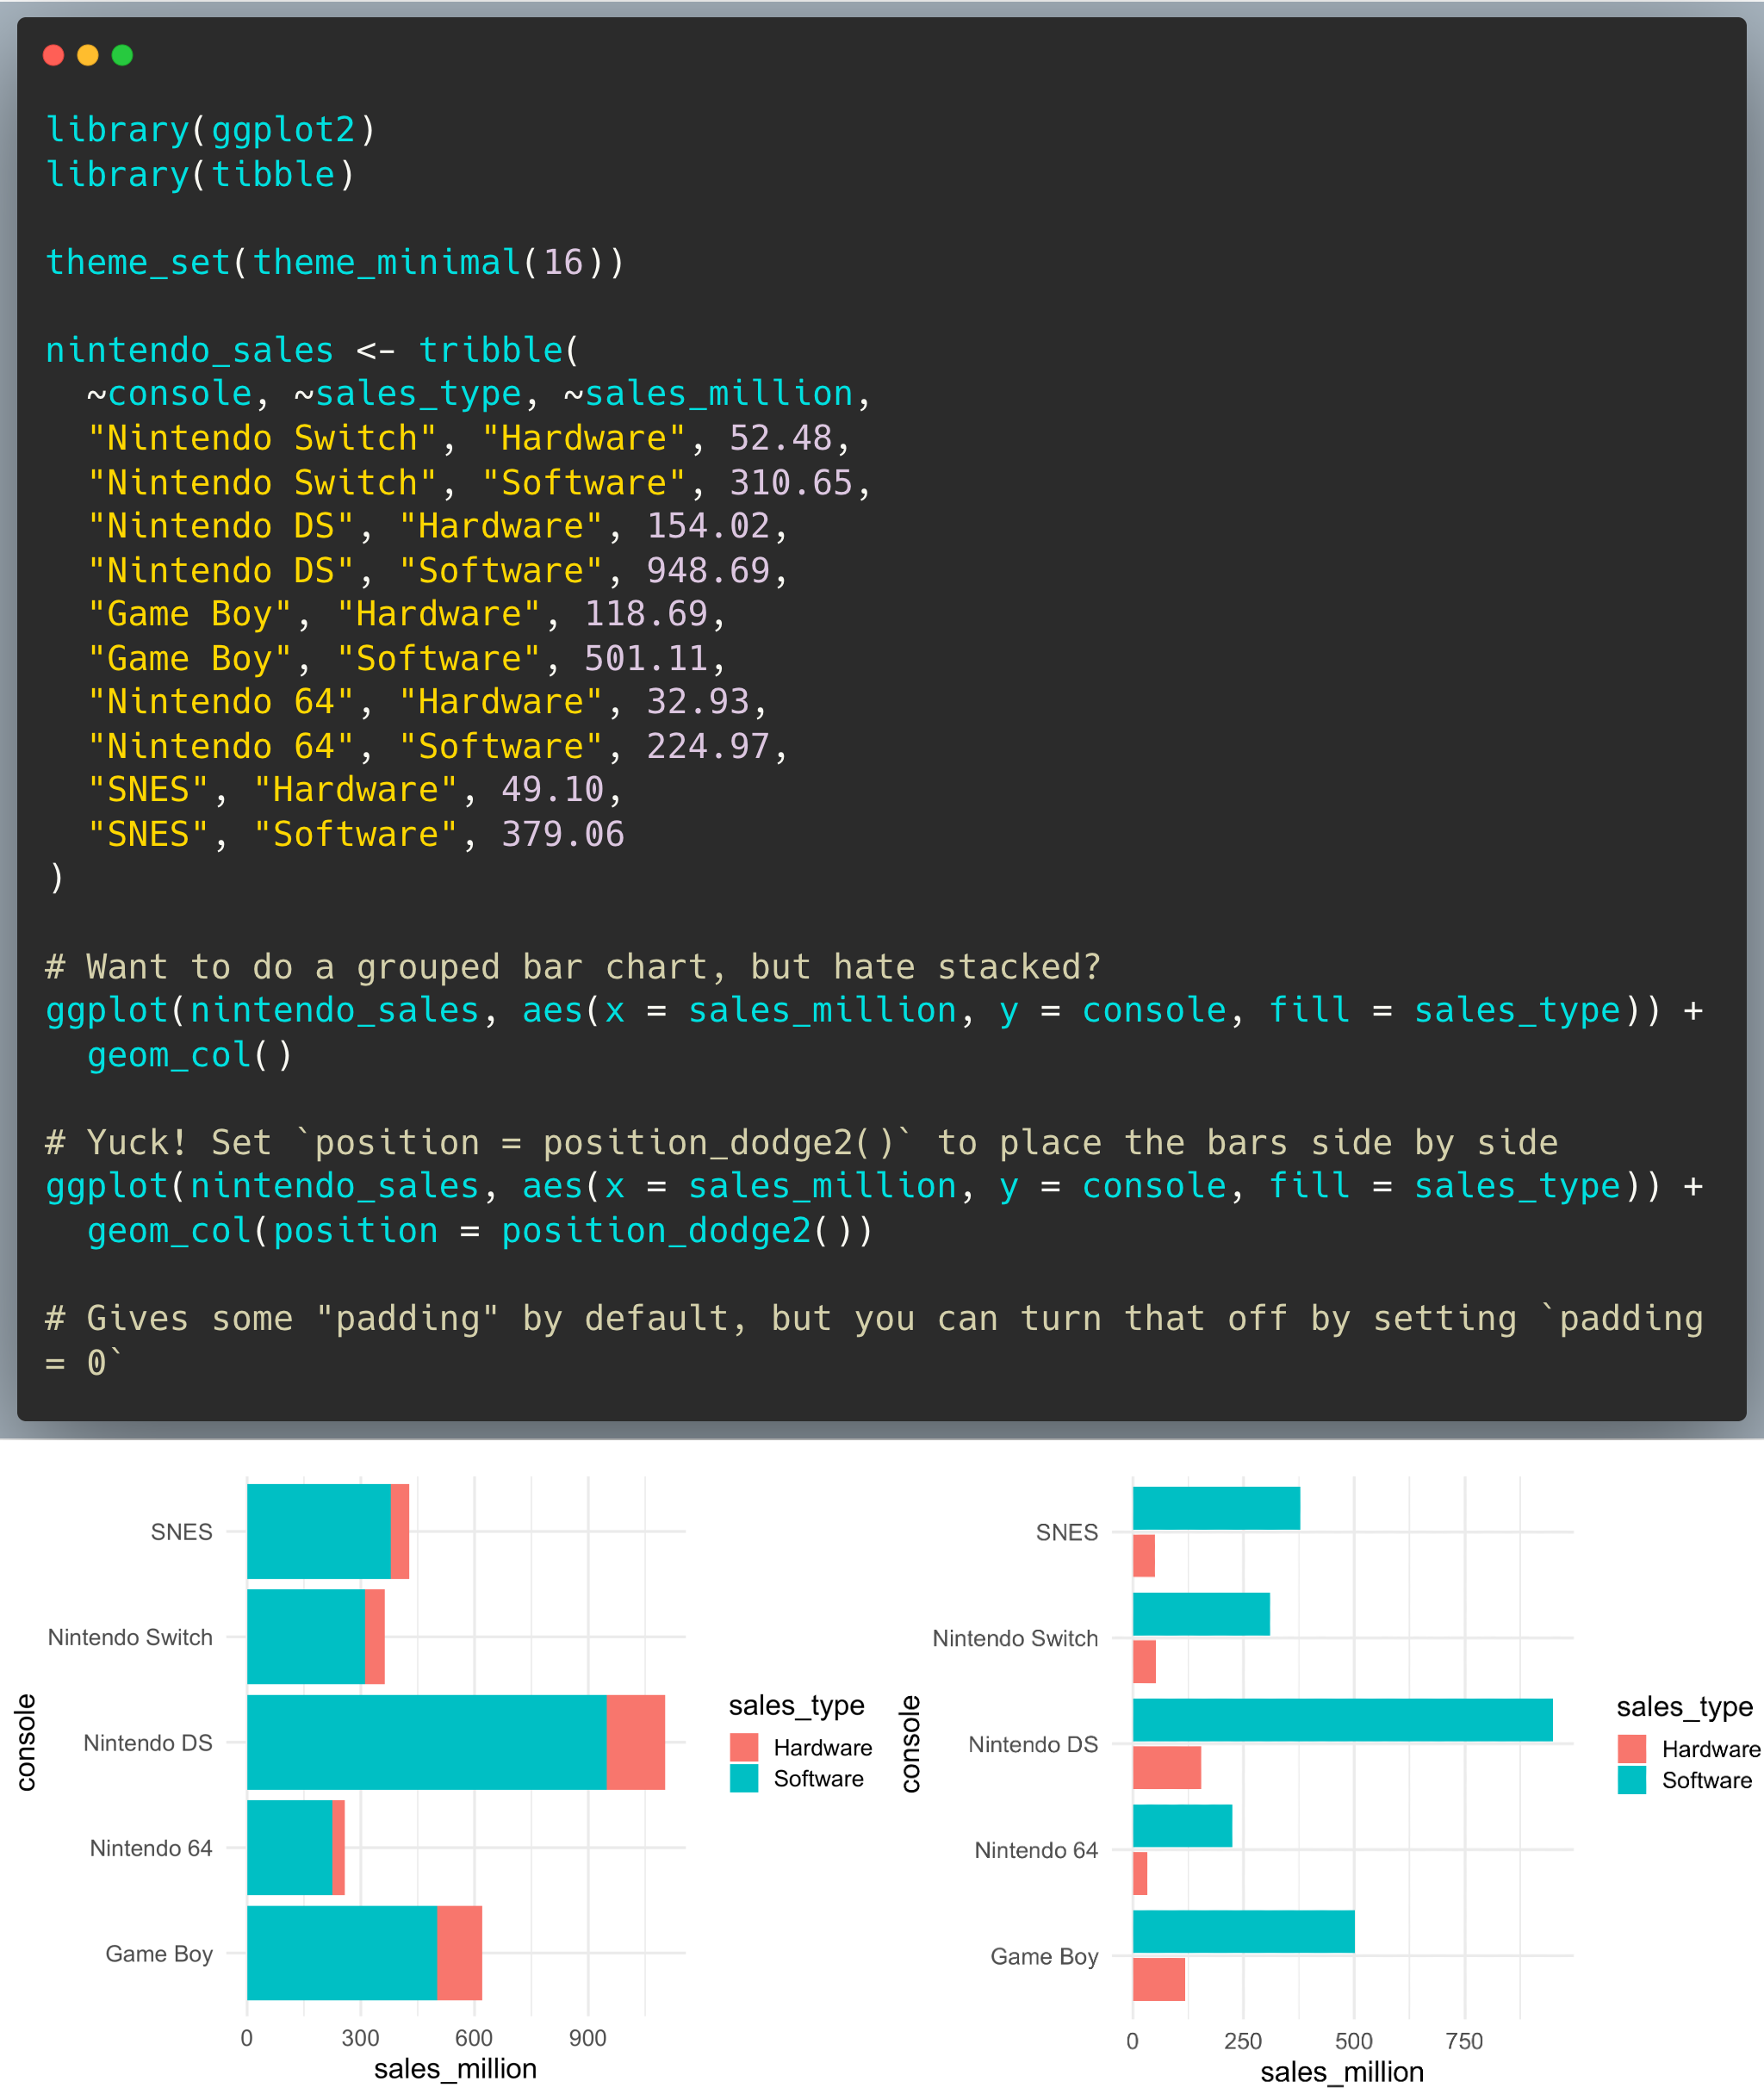 library(ggplot2)
library(tibble)
theme_set(theme_minimal(16))
nintendo_sales <- tribble(
  ~console, ~sales_type, ~sales_million,
  "Nintendo Switch", "Hardware", 52.48,
  "Nintendo Switch", "Software", 310.65,
  "Nintendo DS", "Hardware", 154.02,
  "Nintendo DS", "Software", 948.69,
  "Game Boy", "Hardware", 118.69,
  "Game Boy", "Software", 501.11,
  "Nintendo 64", "Hardware", 32.93,
  "Nintendo 64", "Software", 224.97,
  "SNES", "Hardware", 49.10,
  "SNES", "Software", 379.06
)
# Want to do a grouped bar chart, but hate stacked?
ggplot(nintendo_sales, aes(x = sales_million, y = console, fill = sales_type)) +
  geom_col()
# Yuck! Set `position = position_dodge2()` to place the bars side by side
ggplot(nintendo_sales, aes(x = sales_million, y = console, fill = sales_type)) +
  geom_col(position = position_dodge2())
# Gives some "padding" by default, but you can turn that off by setting `padding
= 0`
console
SNES
Nintendo Switch
Nintendo DS
Nintendo 64
Game Boy
0 300 600 900
sales_million
sales_type
Hardware
Software
console
SNES
Nintendo Switch
Nintendo DS
Nintendo 64
Game Boy
0 250 500 750
sales_million
sales_type
Hardware
Software